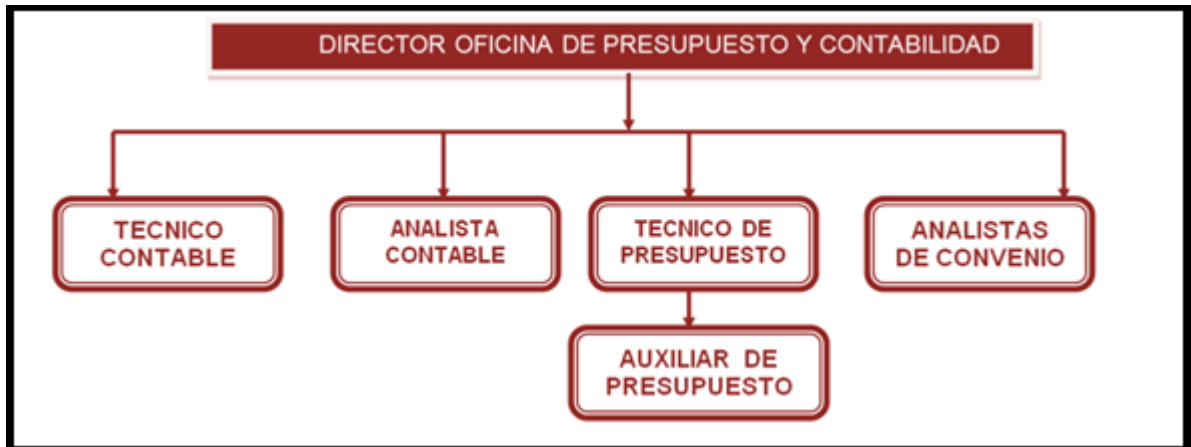 DIRECTOR OFICINA DE PRESUPUESTO Y CONTABILIDAD
TECNICO
CONTABLE
ANALISTA
CONTABLE
TECNICO DE
PRESUPUESTO
ANALISTAS
DE CONVENIO
AUXILIAR DE
PRESUPUESTO